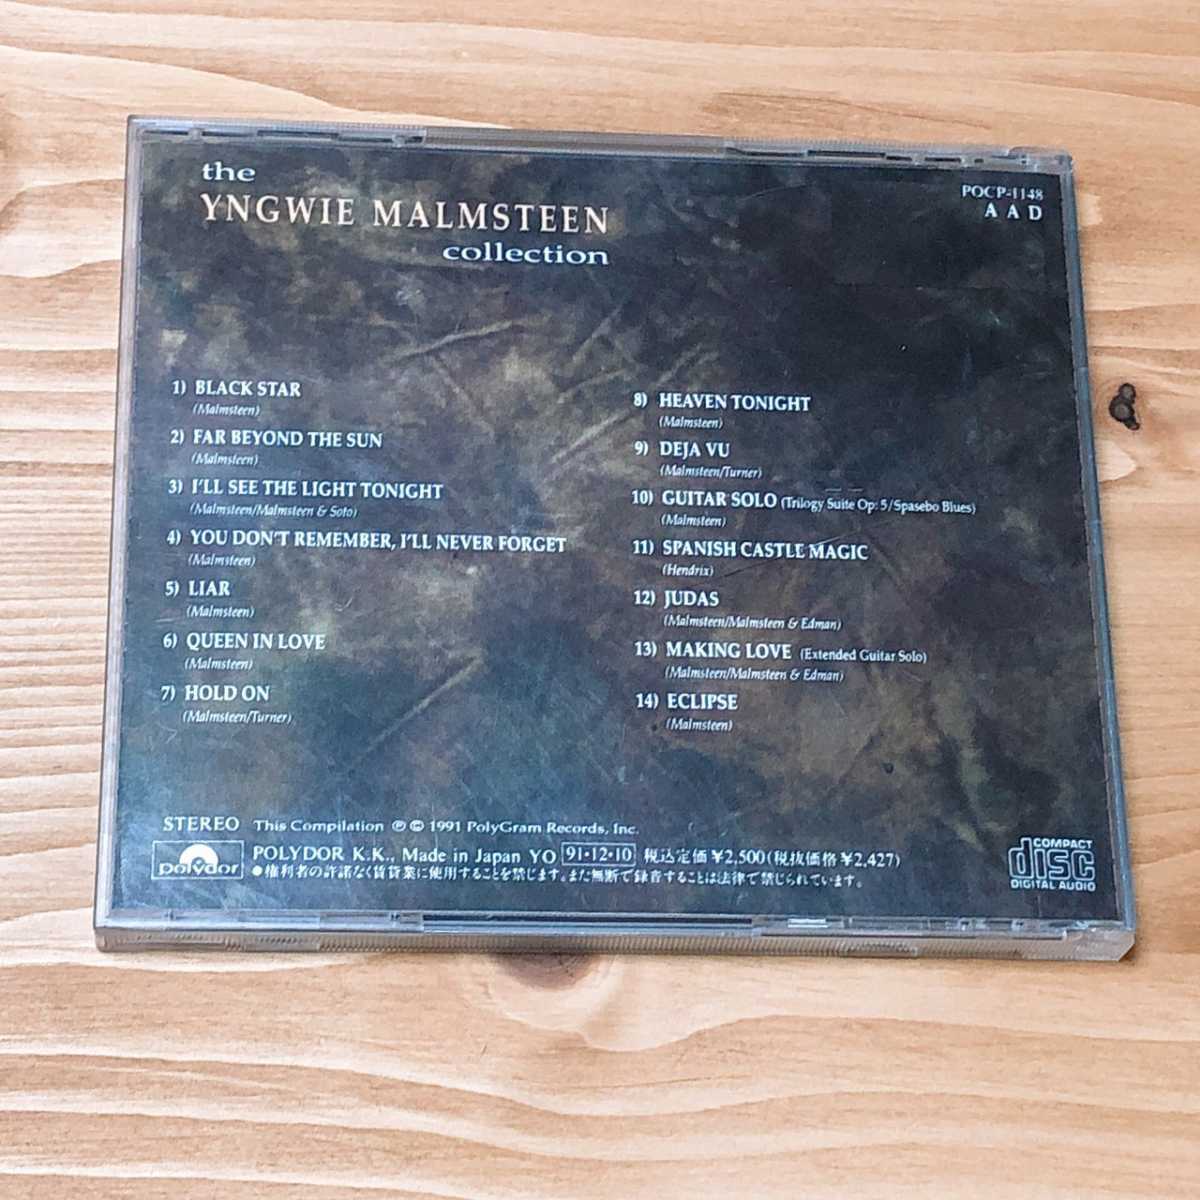 the
YNGWIE MALMSTEEN
collection
POCP-1148
A A D
1) BLACK STAR
(Malmsteen)
2) FAR BEYOND THE SUN
(Malmsteen)
3) I'LL SEE THE LIGHT TONIGHT
(Malmsteen/Malmsteen & Soto)
4) YOU DON'T REMEMBER, I'LL NEVER FORGET
(Malmsteen)
5) LIAR
(Malmsteen)
6) QUEEN IN LOVE
(Malmsteen)
7) HOLD ON
(Malmsteen/Turner)
8) HEAVEN TONIGHT
(Malmsteen)
9) DEJA VU
(Malmsteen/Turner)
10) GUITAR SOLO (Trilogy Suite Op: 5/Spasebo Blues)
(Malmsteen)
11) SPANISH CASTLE MAGIC
(Hendrix)
12) JUDAS
(Malmsteen/Malmsteen & Edman)
13) MAKING LOVE (Extended Guitar Solo)
(Malmsteen/Malmsteen & Edman)
14) ECLIPSE
(Malmsteen)
STEREO This Compilation ℗ © 1991 PolyGram Records, Inc.
polydor
POLYDOR K.K., Made in Japan YO 91·12·10 税込定価¥2,500(税抜価格¥2,427)
●権利者の許諾なく賃貸業に使用することを禁じます。また無断で録音することは法律で禁じられています。
COMPACT
disc
DIGITAL AUDIO